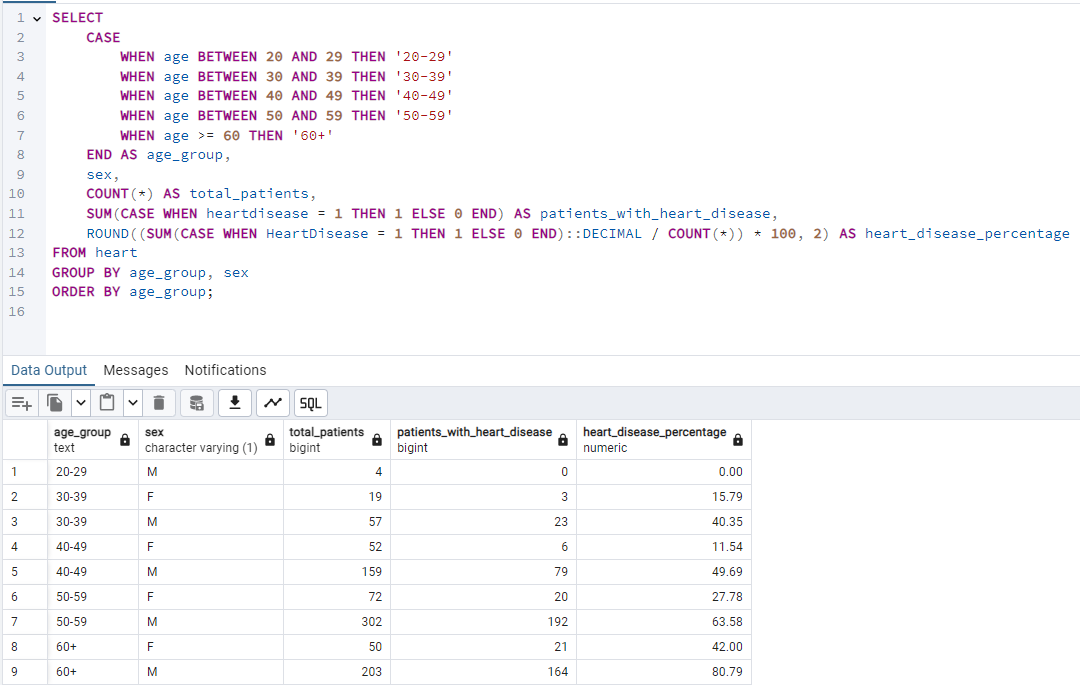 1 SELECT
2 CASE
3 WHEN age BETWEEN 20 AND 29 THEN '20-29'
4 WHEN age BETWEEN 30 AND 39 THEN '30-39'
5 WHEN age BETWEEN 40 AND 49 THEN '40-49'
6 WHEN age BETWEEN 50 AND 59 THEN '50-59'
7 WHEN age >= 60 THEN '60+'
8 END AS age_group,
9 sex,
10 COUNT(*) AS total_patients,
11 SUM(CASE WHEN heartdisease = 1 THEN 1 ELSE 0 END) AS patients_with_heart_disease,
12 ROUND((SUM(CASE WHEN HeartDisease = 1 THEN 1 ELSE 0 END)::DECIMAL / COUNT(*)) * 100, 2) AS heart_disease_percentage
13 FROM heart
14 GROUP BY age_group, sex
15 ORDER BY age_group;
16
Data Output Messages Notifications
SQL
age_group sex total_patients patients_with_heart_disease heart_disease_percentage
text character varying (1) bigint bigint numeric
1 20-29 M 4 0 0.00
2 30-39 F 19 3 15.79
3 30-39 M 57 23 40.35
4 40-49 F 52 6 11.54
5 40-49 M 159 79 49.69
6 50-59 F 72 20 27.78
7 50-59 M 302 192 63.58
8 60+ F 50 21 42.00
9 60+ M 203 164 80.79